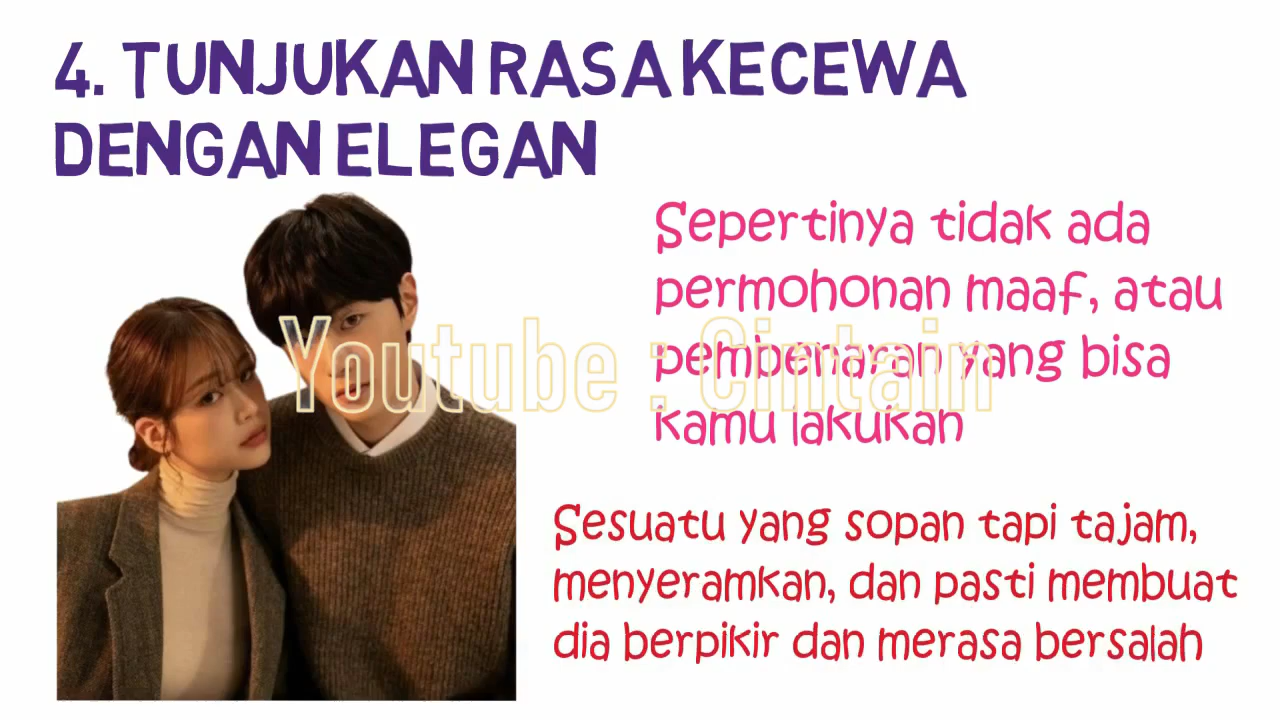 4. TUNJUKAN RASA KECEWA
DENGAN ELEGAN
Sepertinya tidak ada
permohonan maaf, atau
pembenaran yang bisa
kamu lakukan
Youtube : Cintain
Sesuatu yang sopan tapi tajam,
menyeramkan, dan pasti membuat
dia berpikir dan merasa bersalah